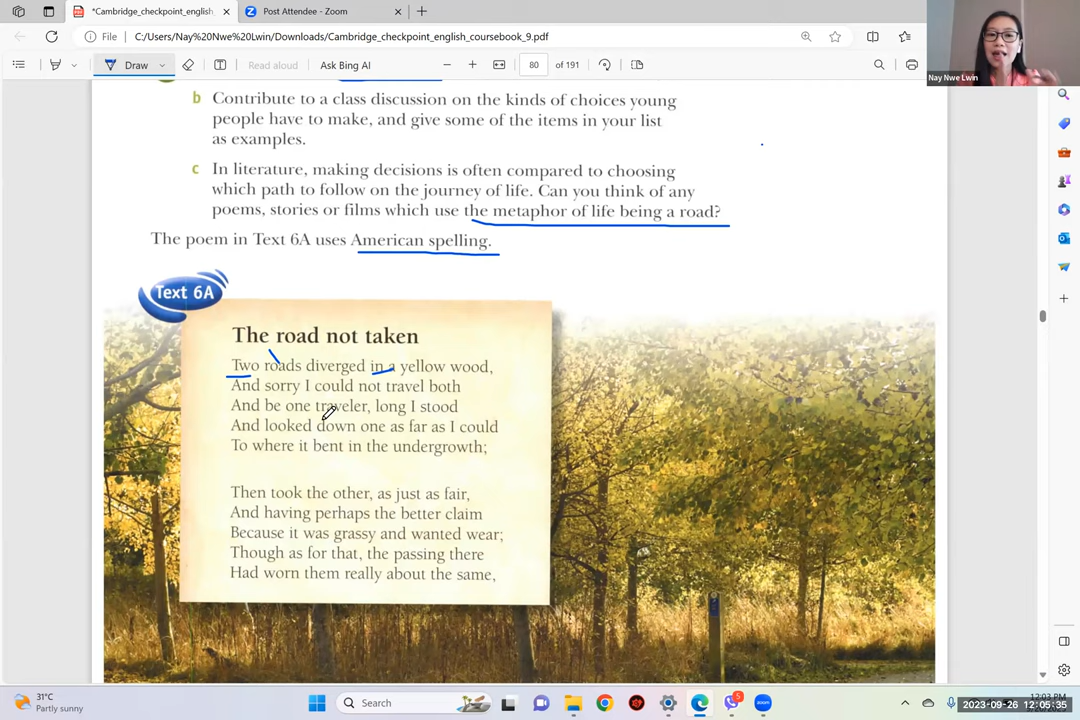 *Cambridge_checkpoint_english
Post Attendee - Zoom
File
C:/Users/Nay%20Nwe%20Lwin/Downloads/Cambridge_checkpoint_english_coursebook_9.pdf
Draw
Read aloud
Ask Bing AI
80
of 191
Nay Nwe Lwin
b Contribute to a class discussion on the kinds of choices young
people have to make, and give some of the items in your list
as examples.
c In literature, making decisions is often compared to choosing
which path to follow on the journey of life. Can you think of any
poems, stories or films which use the metaphor of life being a road?
The poem in Text 6A uses American spelling.
Text 6A
The road not taken
Two roads diverged in a yellow wood,
And sorry I could not travel both
And be one traveler, long I stood
And looked down one as far as I could
To where it bent in the undergrowth;
Then took the other, as just as fair,
And having perhaps the better claim
Because it was grassy and wanted wear;
Though as for that, the passing there
Had worn them really about the same,
31°C
Partly sunny
Search
5
2023-09-26 12:05:35